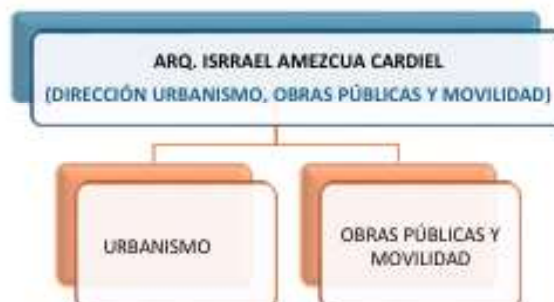 ARQ. ISRRAEL AMEZCUA CARDIEL
(DIRECCIÓN URBANISMO, OBRAS PÚBLICAS Y MOVILIDAD)
URBANISMO
OBRAS PÚBLICAS Y
MOVILIDAD